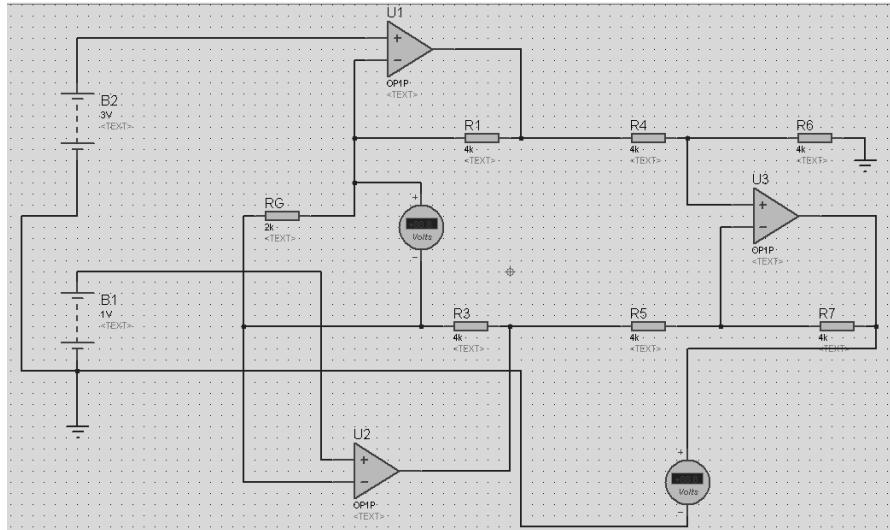 U1
+
−
OP1P
<TEXT>
B2
3V
<TEXT>
R1
4k
<TEXT>
R4
4k
<TEXT>
R6
4k
<TEXT>
U3
+
−
OP1P
<TEXT>
RG
2k
<TEXT>
+
Volts
−
B1
1V
<TEXT>
R3
4k
<TEXT>
R5
4k
<TEXT>
R7
4k
<TEXT>
U2
+
−
OP1P
<TEXT>
+
Volts
−